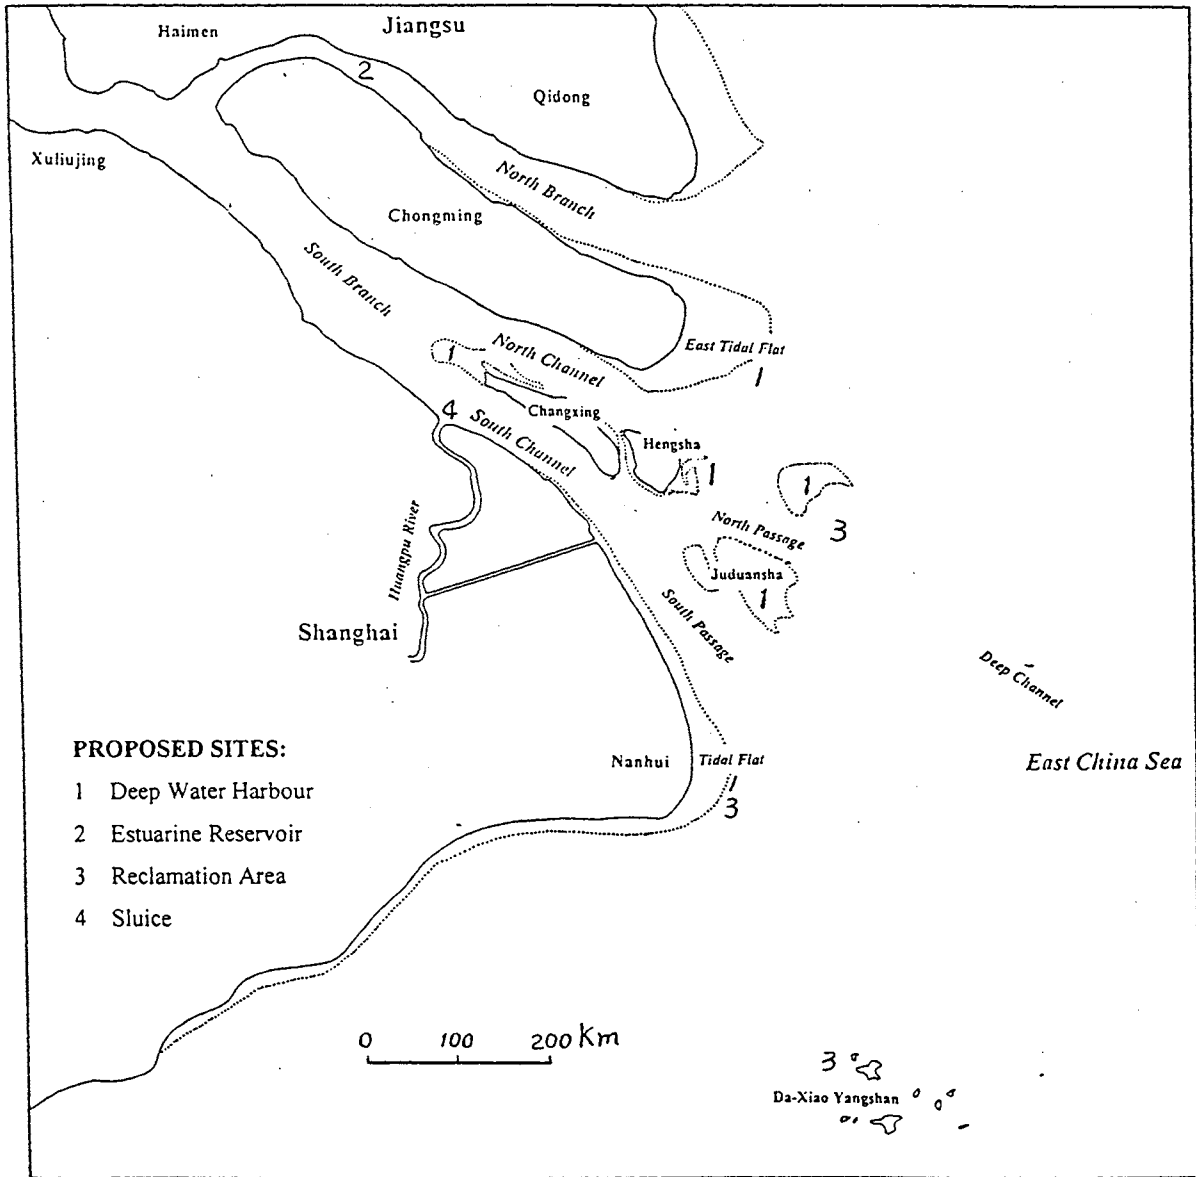 Haimen
Jiangsu
2
Qidong
Xuliujing
North Branch
Chongming
South Branch
East Tidal Flat
1
North Channel
1
Changxing
4
South Channel
Hengsha
1
1
3
North Passage
Juduansha
1
Huangpu River
South Passage
Shanghai
Deep Channel
East China Sea
Nanhui
Tidal Flat
1
3
PROPOSED SITES:
1 Deep Water Harbour
2 Estuarine Reservoir
3 Reclamation Area
4 Sluice
0 100 200 Km
3
Da-Xiao Yangshan